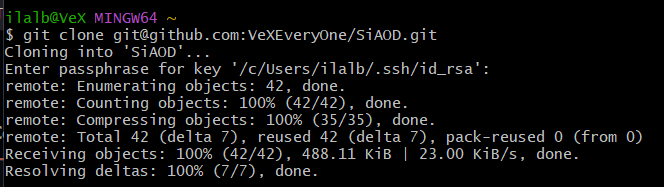 ilalb@VeX MINGW64 ~
$ git clone git@github.com:VeXEveryOne/SiAOD.git
Cloning into 'SiAOD'...
Enter passphrase for key '/c/Users/ilalb/.ssh/id_rsa':
remote: Enumerating objects: 42, done.
remote: Counting objects: 100% (42/42), done.
remote: Compressing objects: 100% (35/35), done.
remote: Total 42 (delta 7), reused 42 (delta 7), pack-reused 0 (from 0)
Receiving objects: 100% (42/42), 488.11 KiB | 23.00 KiB/s, done.
Resolving deltas: 100% (7/7), done.